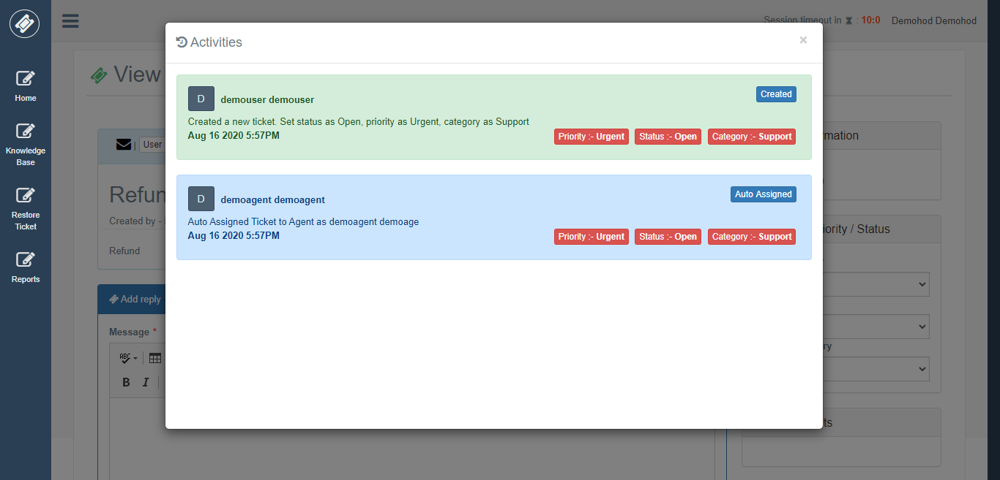 Session timeout in : 10:0 Demohod Demohod
Home
Knowledge
Base
Restore
Ticket
Reports
View
User
Refun
Created by -
Refund
Add reply
Message *
ABC
B I
Activities ×
D demouser demouser Created
Created a new ticket. Set status as Open, priority as Urgent, category as Support
Aug 16 2020 5:57PM Priority :- Urgent Status :- Open Category :- Support
D demoagent demoagent Auto Assigned
Auto Assigned Ticket to Agent as demoagent demoage
Aug 16 2020 5:57PM Priority :- Urgent Status :- Open Category :- Support
mation
iority / Status
ry
ts